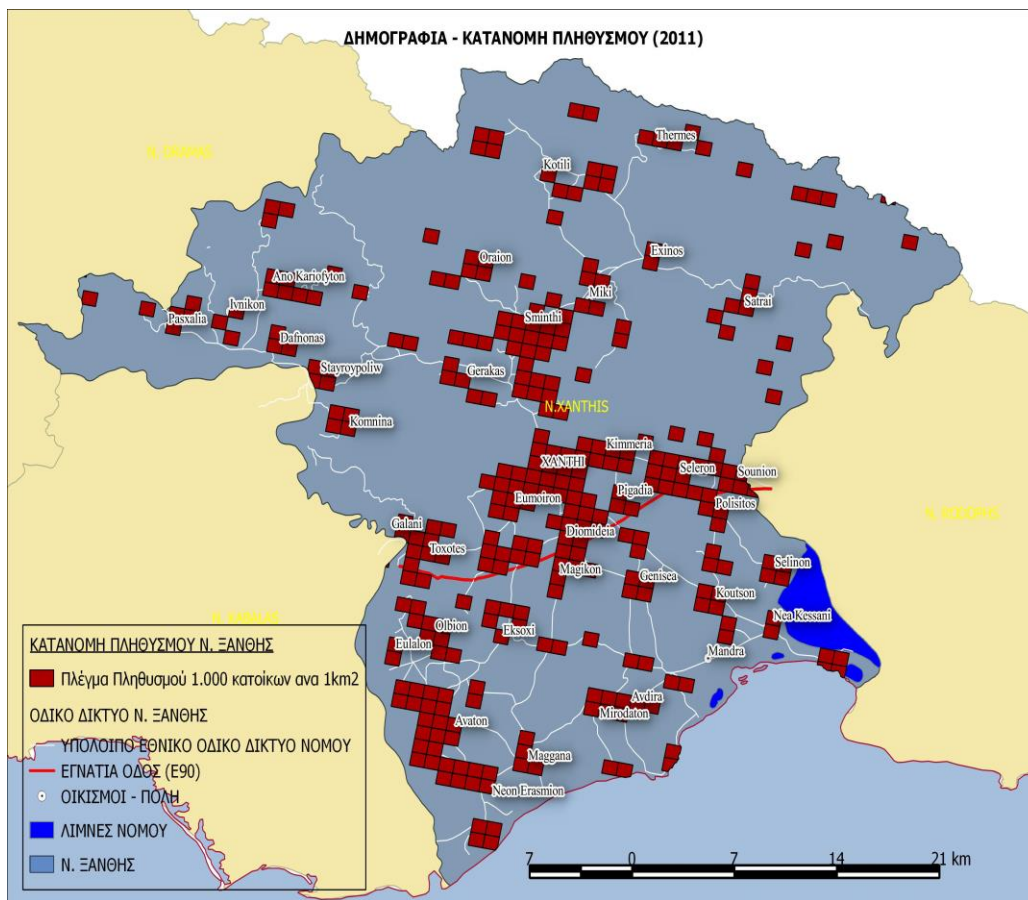 ΔΗΜΟΓΡΑΦΙΑ - ΚΑΤΑΝΟΜΗ ΠΛΗΘΥΣΜΟΥ (2011)
Thermes
N. DRAMAS
Kotili
Exinos
Oraion
Ano Kariofyton
Miki
Satrai
Ivnikon
Sminthi
Pasxalia
Dafnonas
Stayroypoliw
Gerakas
N.XANTHIS
Komnina
Kimmeria
XANTHI
Seleron
Sounion
Eumoiron
Pigadia
Polisitos
N. RODOPIS
Galani
Diomideia
Toxotes
Selinon
Magikon
Genisea
Koutson
Nea Kessani
Olbion
Eksoxi
Eulalon
Mandra
Avdira
Mirodaton
Avaton
Maggana
Neon Erasmion
ΚΑΤΑΝΟΜΗ ΠΛΗΘΥΣΜΟΥ Ν. ΞΑΝΘΗΣ
Πλέγμα Πληθυσμού 1.000 κατοίκων ανα 1km2
ΟΔΙΚΟ ΔΙΚΤΥΟ Ν. ΞΑΝΘΗΣ
ΥΠΟΛΟΙΠΟ ΕΘΝΙΚΟ ΟΔΙΚΟ ΔΙΚΤΥΟ ΝΟΜΟΥ
ΕΓΝΑΤΙΑ ΟΔΟΣ (Ε90)
ΟΙΚΙΣΜΟΙ - ΠΟΛΗ
ΛΙΜΝΕΣ ΝΟΜΟΥ
Ν. ΞΑΝΘΗΣ
7 0 7 14 21 km